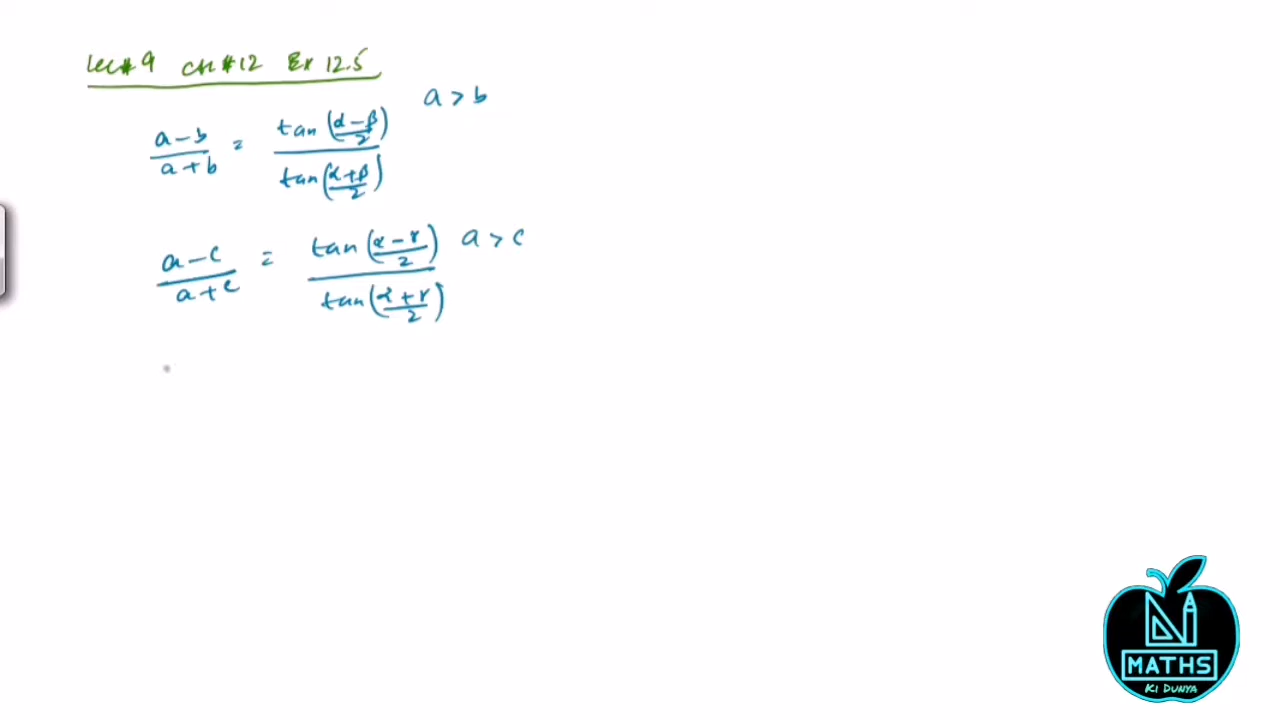 Lec# 9 CH #12 Ex 12.5
a-b/a+b = tan(α-β/2)/tan(α+β/2) a > b
a-c/a+c = tan(α-γ/2)/tan(α+γ/2) a > c
MATHS
KI DUNYA